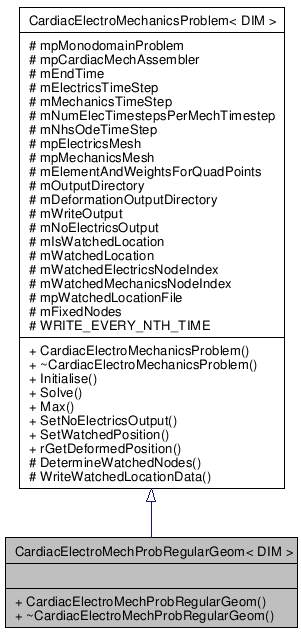 CardiacElectroMechanicsProblem< DIM >
# mpMonodomainProblem
# mpCardiacMechAssembler
# mEndTime
# mElectricsTimeStep
# mMechanicsTimeStep
# mNumElecTimestepsPerMechTimestep
# mNhsOdeTimeStep
# mpElectricsMesh
# mpMechanicsMesh
# mElementAndWeightsForQuadPoints
# mOutputDirectory
# mDeformationOutputDirectory
# mWriteOutput
# mNoElectricsOutput
# mIsWatchedLocation
# mWatchedLocation
# mWatchedElectricsNodeIndex
# mWatchedMechanicsNodeIndex
# mpWatchedLocationFile
# mFixedNodes
# WRITE_EVERY_NTH_TIME
+ CardiacElectroMechanicsProblem()
+ ~CardiacElectroMechanicsProblem()
+ Initialise()
+ Solve()
+ Max()
+ SetNoElectricsOutput()
+ SetWatchedPosition()
+ rGetDeformedPosition()
# DetermineWatchedNodes()
# WriteWatchedLocationData()
CardiacElectroMechProbRegularGeom< DIM >
+ CardiacElectroMechProbRegularGeom()
+ ~CardiacElectroMechProbRegularGeom()